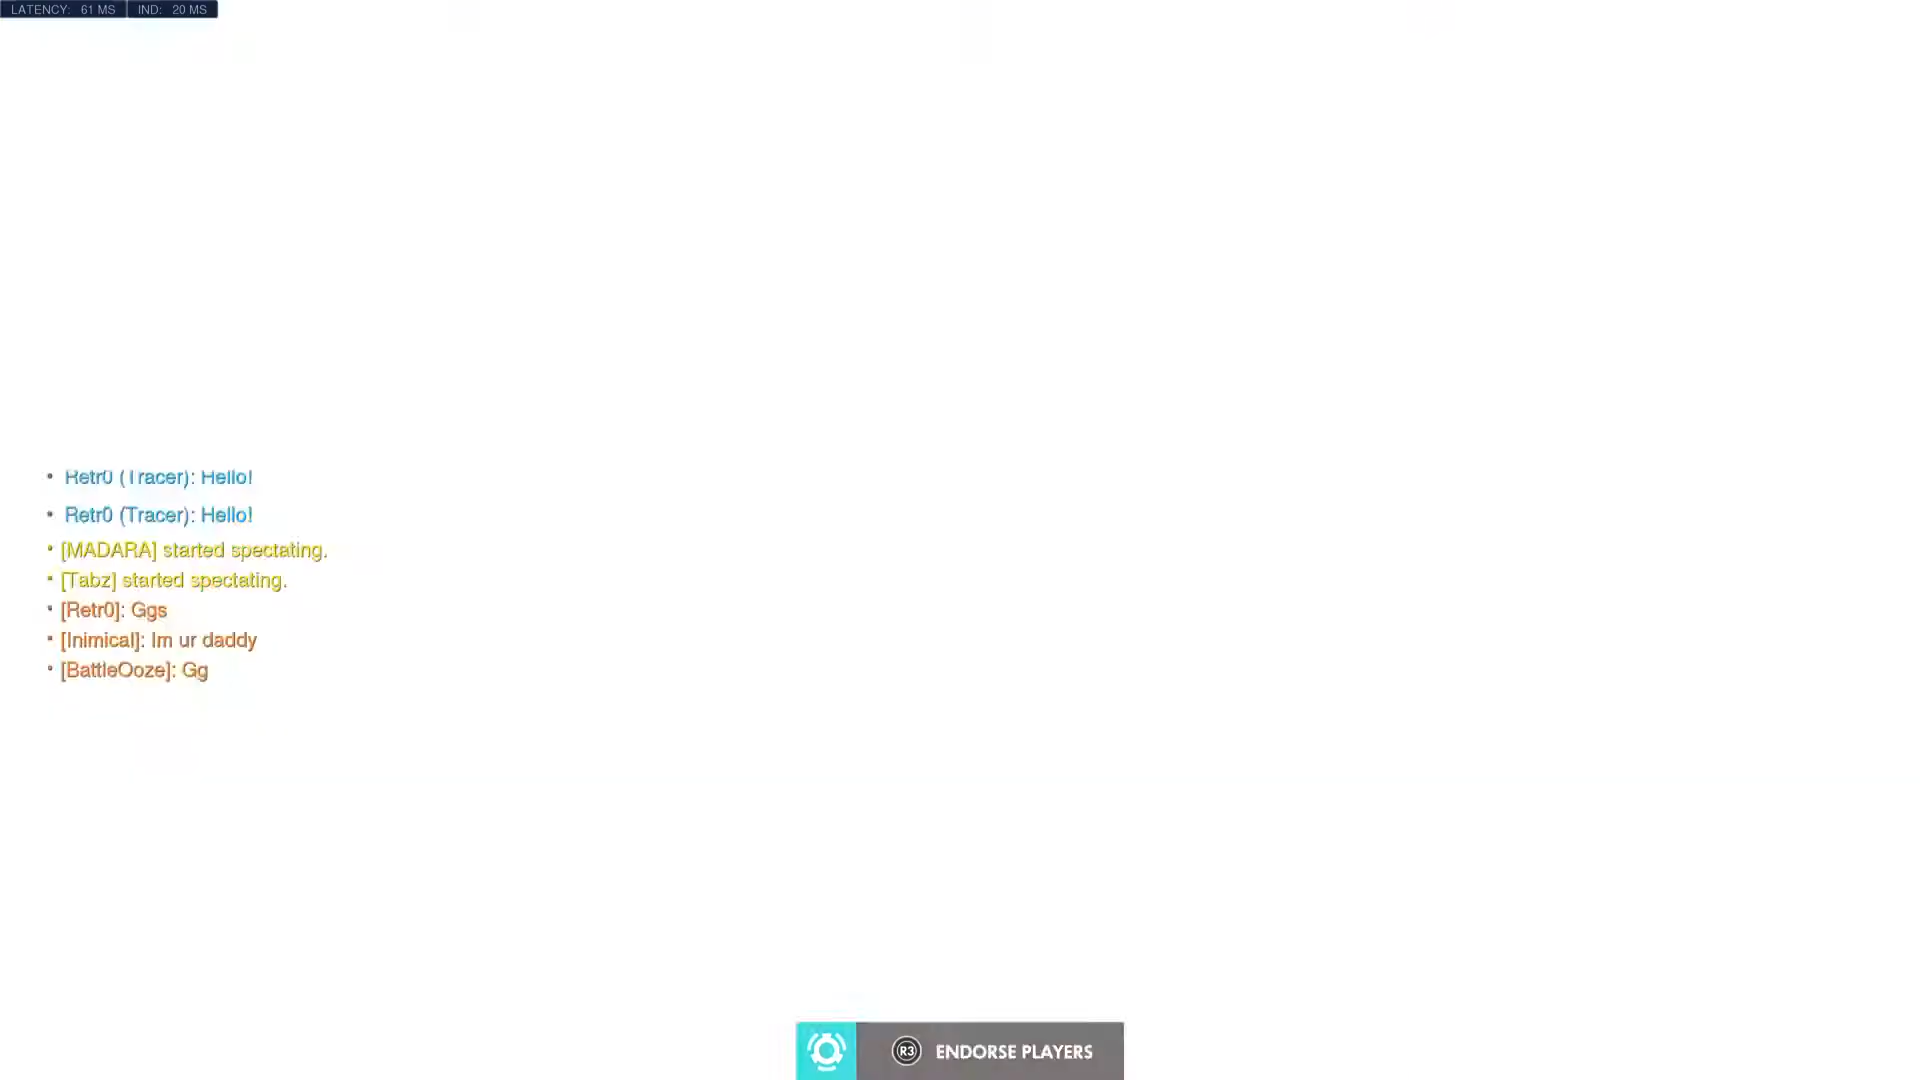 LATENCY: 61 MS IND: 20 MS
• Retr0 (Tracer): Hello!
• Retr0 (Tracer): Hello!
• [MADARA] started spectating.
• [Tabz] started spectating.
• [Retr0]: Ggs
• [Inimical]: Im ur daddy
• [BattleOoze]: Gg
R3 ENDORSE PLAYERS